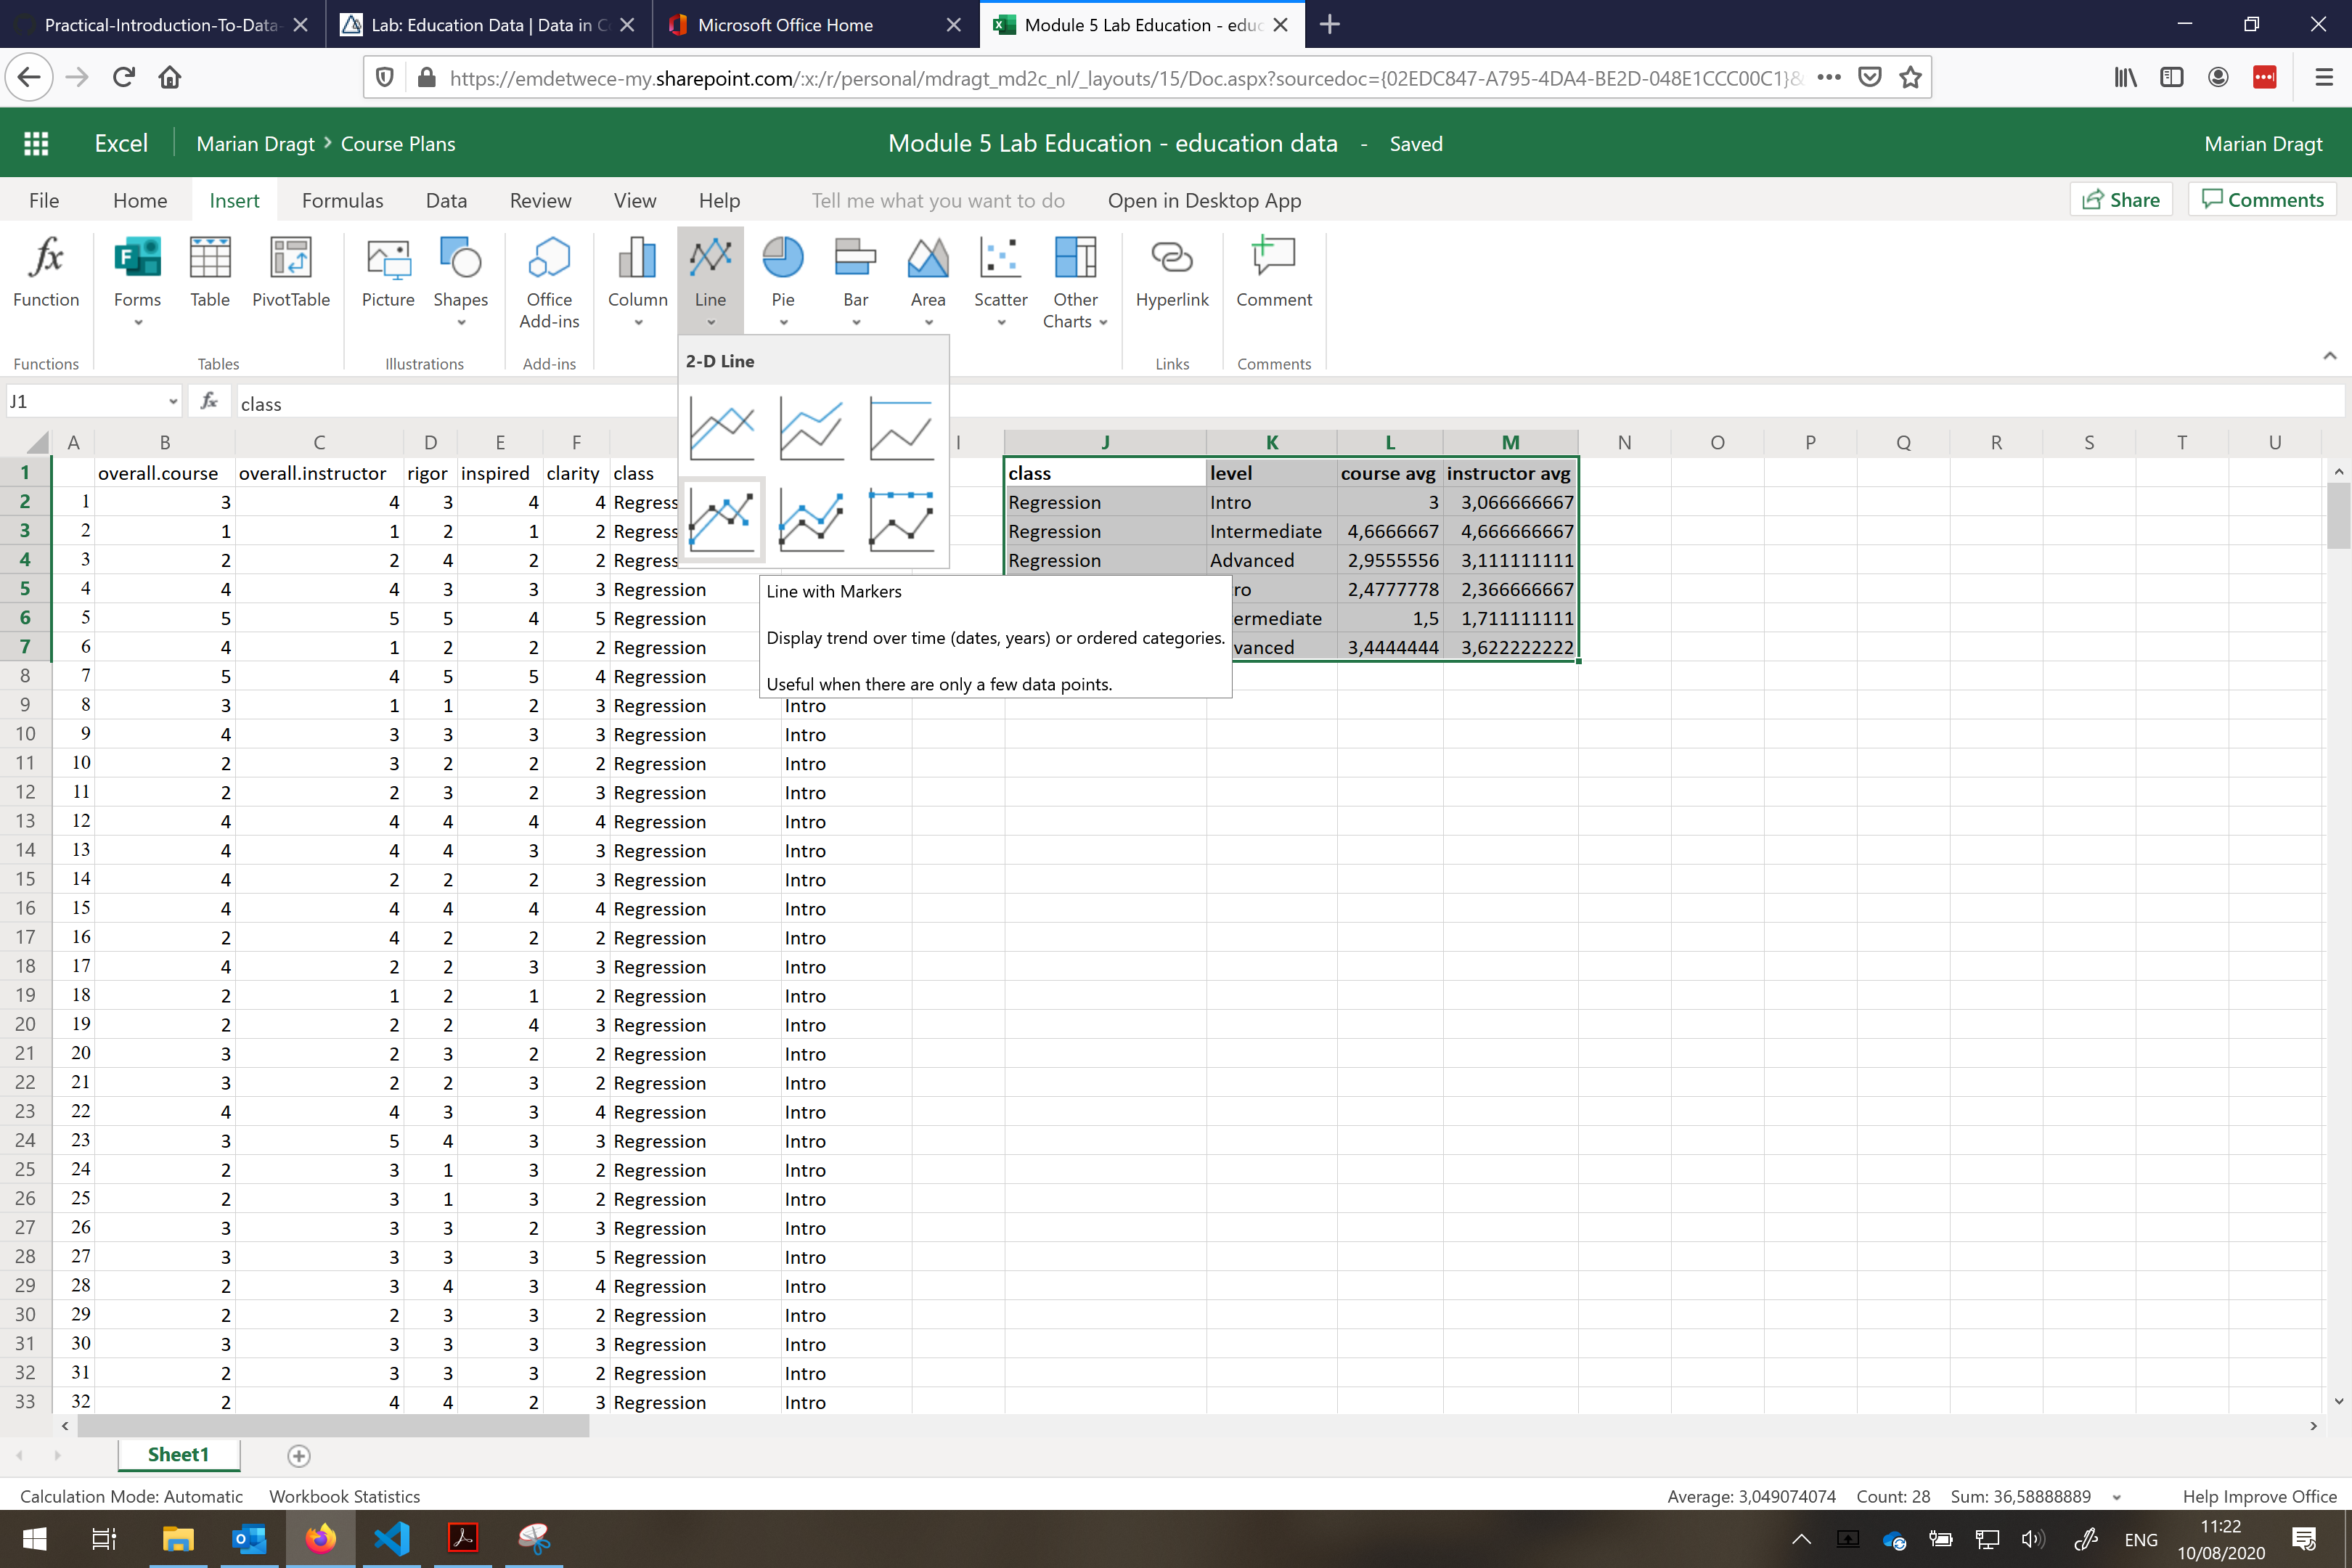 Practical-Introduction-To-Data-
Lab: Education Data | Data in C
Microsoft Office Home
Module 5 Lab Education - educ
https://emdetwece-my.sharepoint.com/:x:/r/personal/mdragt_md2c_nl/_layouts/15/Doc.aspx?sourcedoc={02EDC847-A795-4DA4-BE2D-048E1CCC00C1}&
Excel Marian Dragt > Course Plans Module 5 Lab Education - education data - Saved Marian Dragt
File Home Insert Formulas Data Review View Help Tell me what you want to do Open in Desktop App Share Comments
Function Forms Table PivotTable Picture Shapes Office Add-ins Column Line Pie Bar Area Scatter Other Charts Hyperlink Comment
Functions Tables Illustrations Add-ins Links Comments
2-D Line
J1 fx class
A B C D E F I J K L M N O P Q R S T U
1 overall.course overall.instructor rigor inspired clarity class class level course avg instructor avg
2 1 3 4 3 4 4 Regress Regression Intro 3 3,066666667
3 2 1 1 2 1 2 Regress Regression Intermediate 4,6666667 4,666666667
4 3 2 2 4 2 2 Regress Regression Advanced 2,9555556 3,111111111
5 4 4 4 3 3 3 Regression ro 2,4777778 2,366666667
6 5 5 5 5 4 5 Regression ermediate 1,5 1,711111111
7 6 4 1 2 2 2 Regression vanced 3,4444444 3,622222222
Line with Markers
Display trend over time (dates, years) or ordered categories.
Useful when there are only a few data points.
8 7 5 4 5 5 4 Regression
9 8 3 1 1 2 3 Regression Intro
10 9 4 3 3 3 3 Regression Intro
11 10 2 3 2 2 2 Regression Intro
12 11 2 2 3 2 3 Regression Intro
13 12 4 4 4 4 4 Regression Intro
14 13 4 4 4 3 3 Regression Intro
15 14 4 2 2 2 3 Regression Intro
16 15 4 4 4 4 4 Regression Intro
17 16 2 4 2 2 2 Regression Intro
18 17 4 2 2 3 3 Regression Intro
19 18 2 1 2 1 2 Regression Intro
20 19 2 2 2 4 3 Regression Intro
21 20 3 2 3 2 2 Regression Intro
22 21 3 2 2 3 2 Regression Intro
23 22 4 4 3 3 4 Regression Intro
24 23 3 5 4 3 3 Regression Intro
25 24 2 3 1 3 2 Regression Intro
26 25 2 3 1 3 2 Regression Intro
27 26 3 3 3 2 3 Regression Intro
28 27 3 3 3 3 5 Regression Intro
29 28 2 3 4 3 4 Regression Intro
30 29 2 2 3 3 2 Regression Intro
31 30 3 3 3 3 3 Regression Intro
32 31 2 3 3 3 2 Regression Intro
33 32 2 4 4 2 3 Regression Intro
Sheet1
Calculation Mode: Automatic Workbook Statistics Average: 3,049074074 Count: 28 Sum: 36,58888889 Help Improve Office
ENG 11:22
10/08/2020